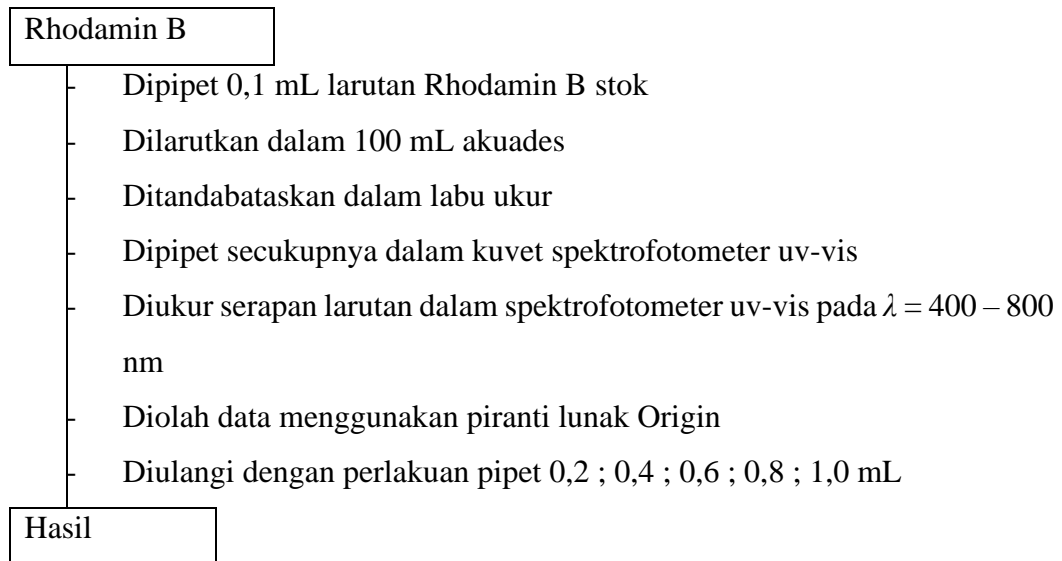 Rhodamin B
- Dipipet 0,1 mL larutan Rhodamin B stok
- Dilarutkan dalam 100 mL akuades
- Ditandabataskan dalam labu ukur
- Dipipet secukupnya dalam kuvet spektrofotometer uv-vis
- Diukur serapan larutan dalam spektrofotometer uv-vis pada λ = 400 – 800
nm
- Diolah data menggunakan piranti lunak Origin
- Diulangi dengan perlakuan pipet 0,2 ; 0,4 ; 0,6 ; 0,8 ; 1,0 mL
Hasil